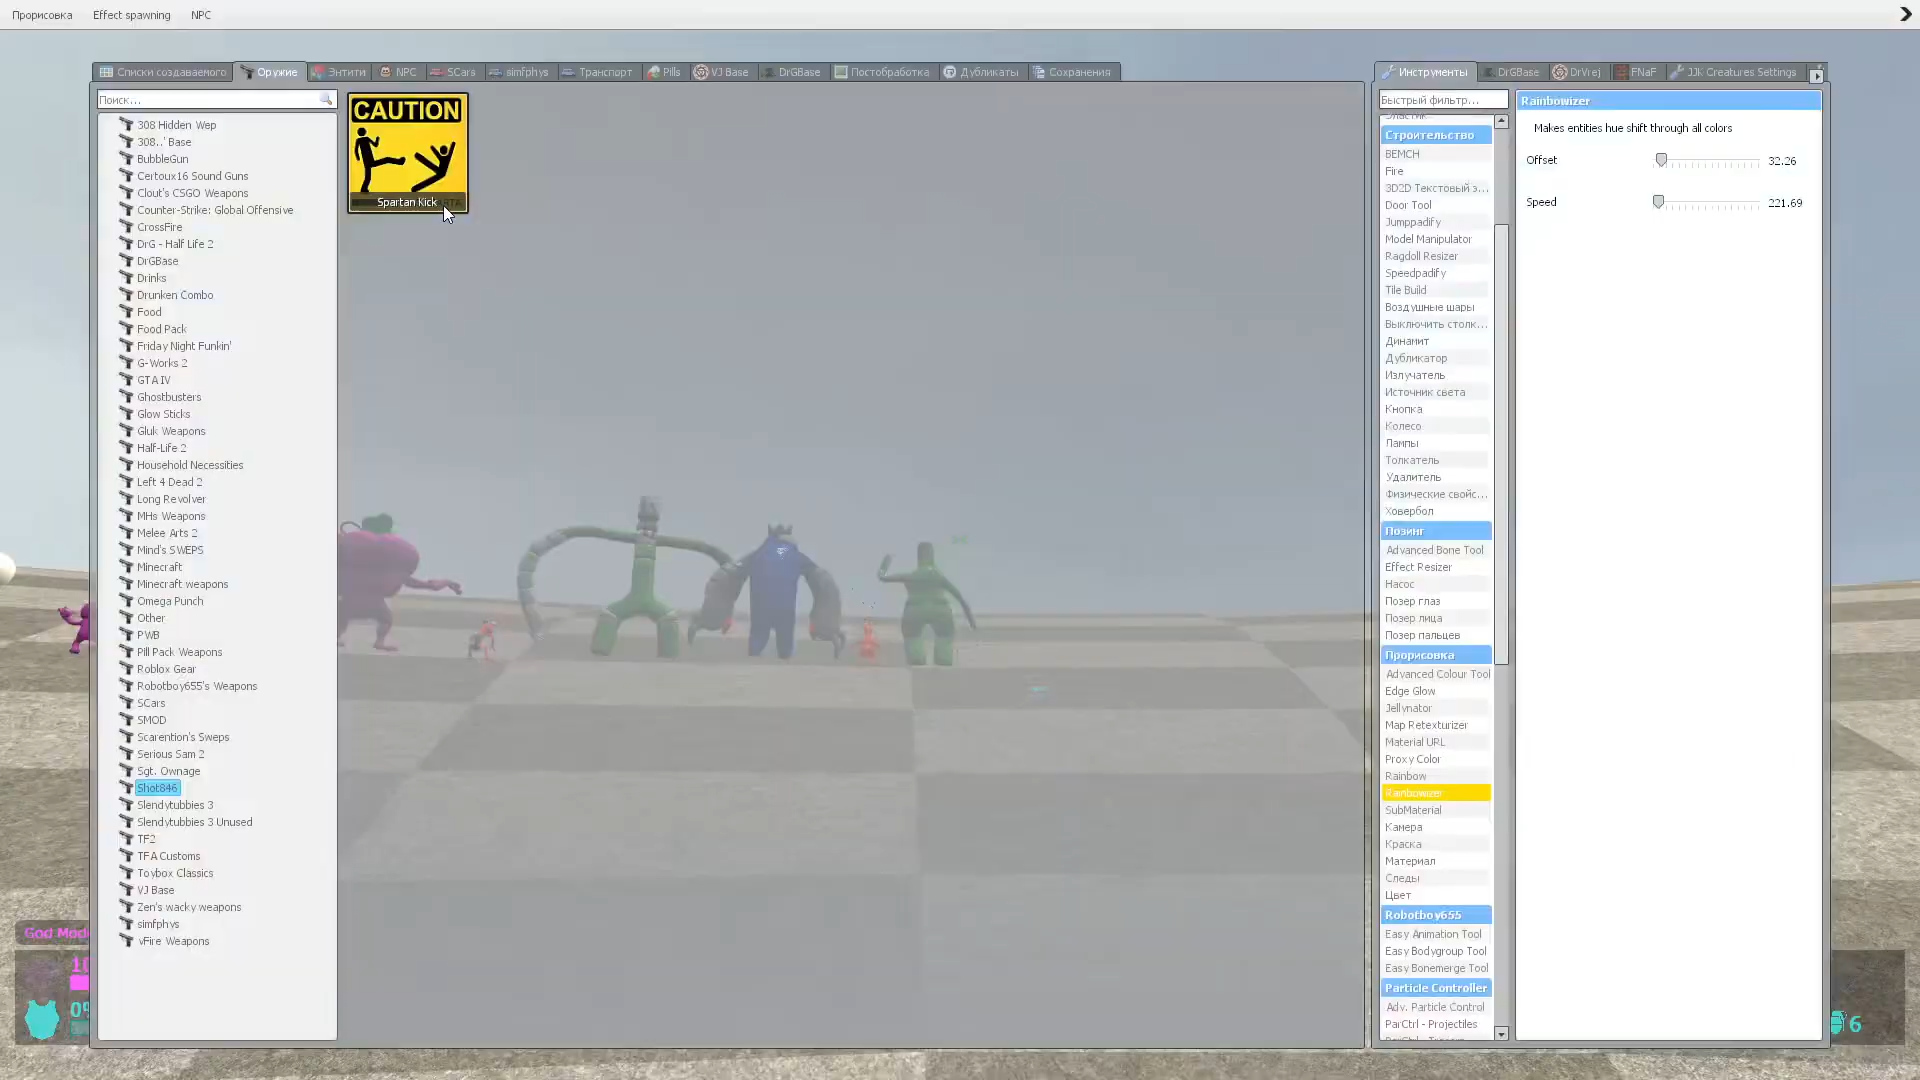 Прорисовка
Effect spawning
NPC
Списки создаваемого
Оружие
Энтити
NPC
SCars
simfphys
Транспорт
Pills
VJ Base
DrGBase
Постобработка
Дубликаты
Сохранения
Поиск...
308 Hidden Wep
308..' Base
BubbleGun
Certoux16 Sound Guns
Clout's CSGO Weapons
Counter-Strike: Global Offensive
CrossFire
DrG - Half Life 2
DrGBase
Drinks
Drunken Combo
Food
Food Pack
Friday Night Funkin'
G-Works 2
GTA IV
Ghostbusters
Glow Sticks
Gluk Weapons
Half-Life 2
Household Necessities
Left 4 Dead 2
Long Revolver
MHs Weapons
Melee Arts 2
Mind's SWEPS
Minecraft
Minecraft weapons
Omega Punch
Other
PWB
Pill Pack Weapons
Roblox Gear
Robotboy655's Weapons
SCars
SMOD
Scarention's Sweps
Serious Sam 2
Sgt. Ownage
Shot846
Slendytubbies 3
Slendytubbies 3 Unused
TF2
TFA Customs
Toybox Classics
VJ Base
Zen's wacky weapons
simfphys
vFire Weapons
CAUTION
Spartan Kick
Инструменты
DrGBase
DrVrej
FNaF
JJK Creatures Settings
Быстрый фильтр...
Строительство
BEMCH
Fire
3D2D Текстовый э...
Door Tool
Jumppadify
Model Manipulator
Ragdoll Resizer
Speedpadify
Tile Build
Воздушные шары
Выключить столк...
Динамит
Дубликатор
Излучатель
Источник света
Кнопка
Колесо
Лампы
Толкатель
Удалитель
Физические свойс...
Ховербол
Позинг
Advanced Bone Tool
Effect Resizer
Насос
Позер глаз
Позер лица
Позер пальцев
Прорисовка
Advanced Colour Tool
Edge Glow
Jellynator
Map Retexturizer
Material URL
Proxy Color
Rainbow
Rainbowizer
SubMaterial
Камера
Краска
Материал
Следы
Цвет
Robotboy655
Easy Animation Tool
Easy Bodygroup Tool
Easy Bonemerge Tool
Particle Controller
Adv. Particle Control
ParCtrl - Projectiles
Rainbowizer
Makes entities hue shift through all colors
Offset
32.26
Speed
221.69
God Mode
6